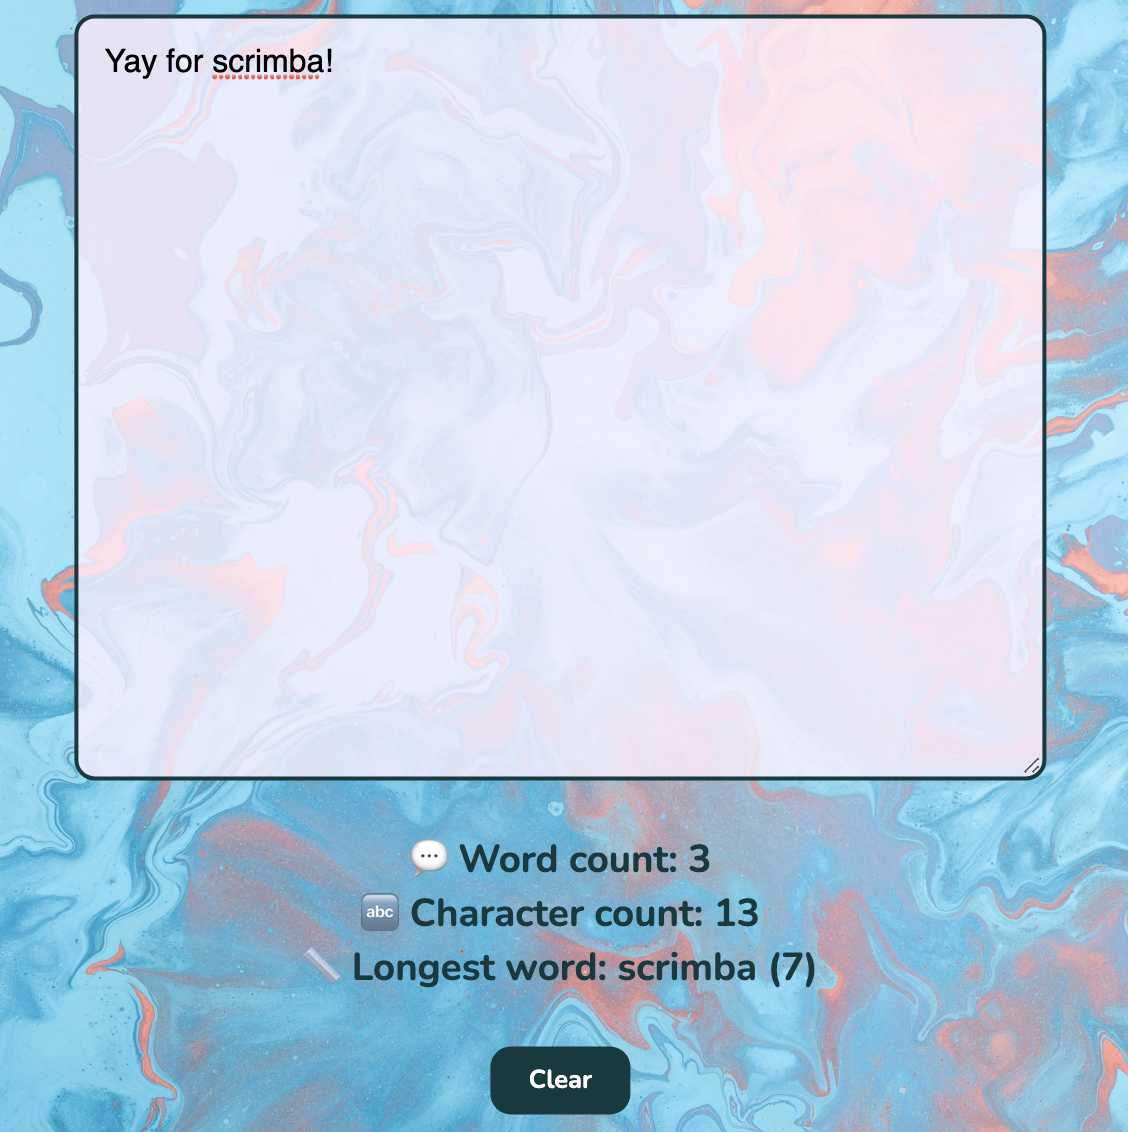 Yay for scrimba!
💬 Word count: 3
🔤 Character count: 13
📏 Longest word: scrimba (7)
Clear